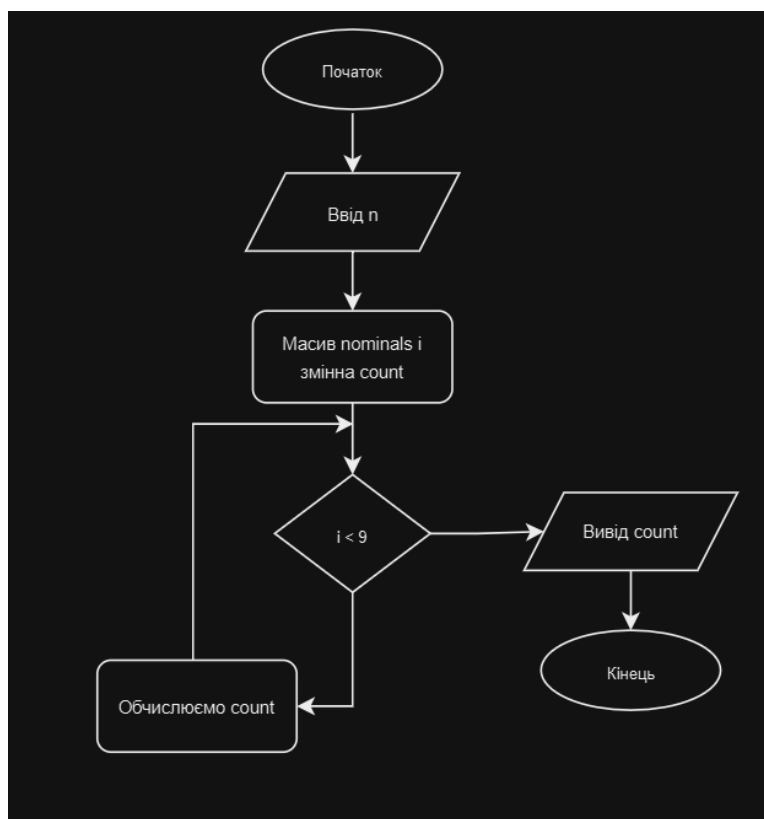 Початок
Ввід n
Масив nominals і
змінна count
i < 9
Вивід count
Обчислюємо count
Кінець